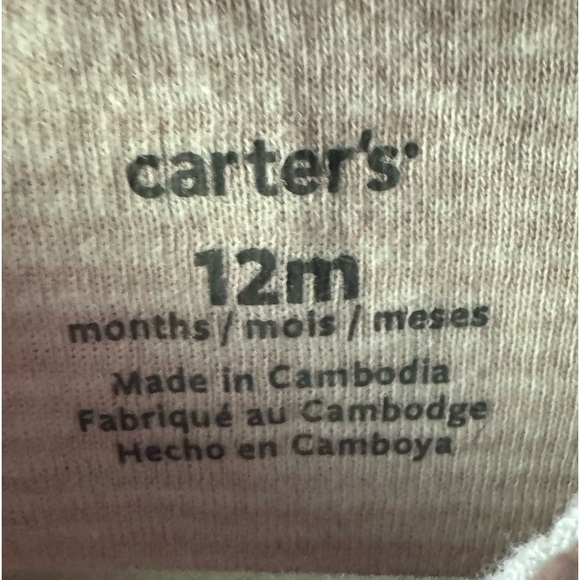 carter's
12m
months / mois / meses
Made in Cambodia
Fabriqué au Cambodge
Hecho en Camboya